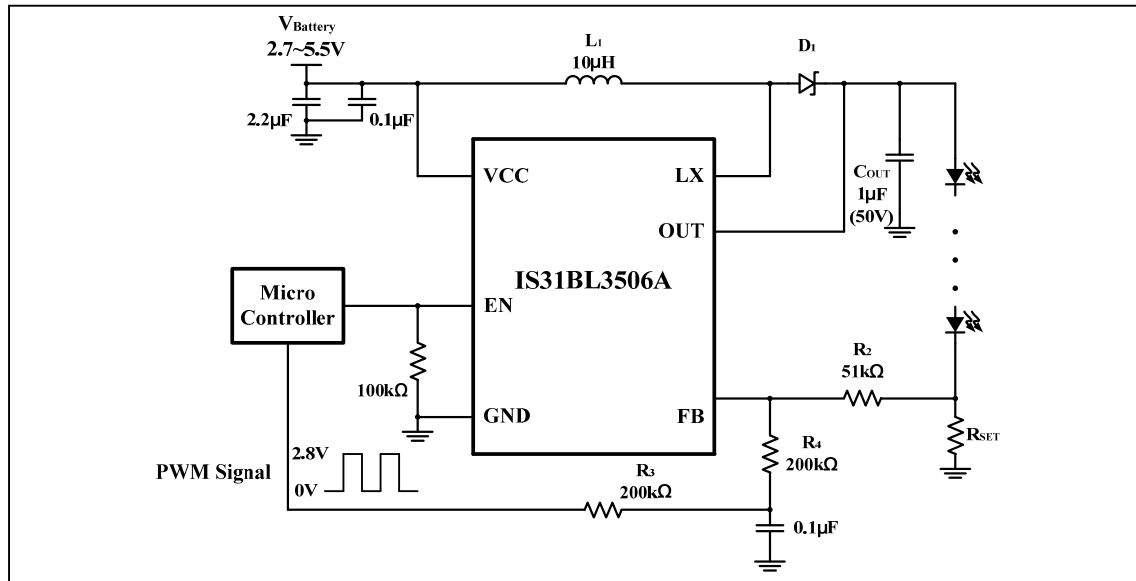 VBattery
2.7~5.5V
L1
10µH
D1
2.2µF
0.1µF
VCC
LX
COUT
1µF
(50V)
OUT
IS31BL3506A
Micro
Controller
EN
R2
51kΩ
100kΩ
GND
FB
RSET
R4
200kΩ
2.8V
PWM Signal
0V
R3
200kΩ
0.1µF